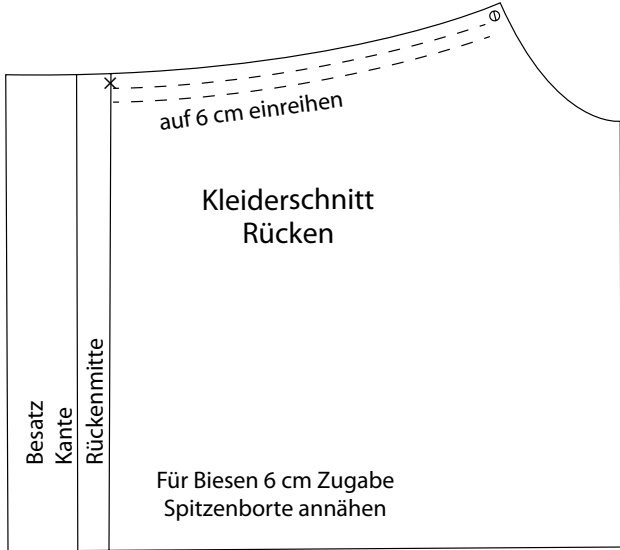 auf 6 cm einreihen
Kleiderschnitt
Rücken
Besatz
Kante
Rückenmitte
Für Biesen 6 cm Zugabe
Spitzenborte annähen